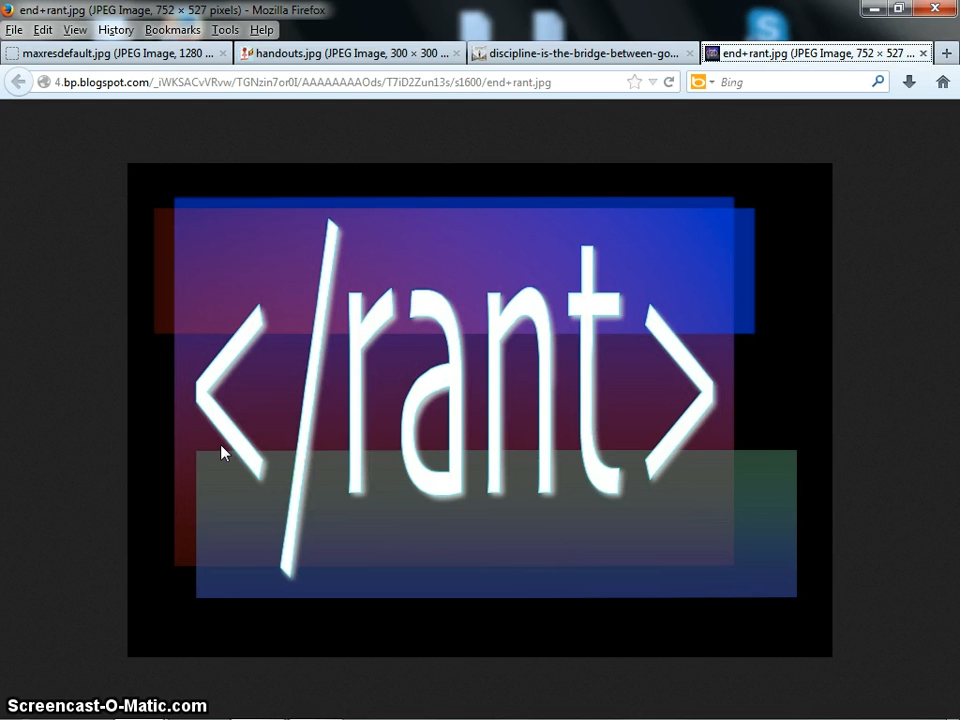 end+rant.jpg (JPEG Image, 752 × 527 pixels) - Mozilla Firefox
File Edit View History Bookmarks Tools Help
maxresdefault.jpg (JPEG Image, 1280 ... × handouts.jpg (JPEG Image, 300 × 300 ... × discipline-is-the-bridge-between-go... × end+rant.jpg (JPEG Image, 752 × 527 ... × +
4.bp.blogspot.com/_iWKSACvVRvw/TGNzin7or0I/AAAAAAAAOds/T7iD2ZZun13s/s1600/end+rant.jpg Bing
</rant>
Screencast-O-Matic.com